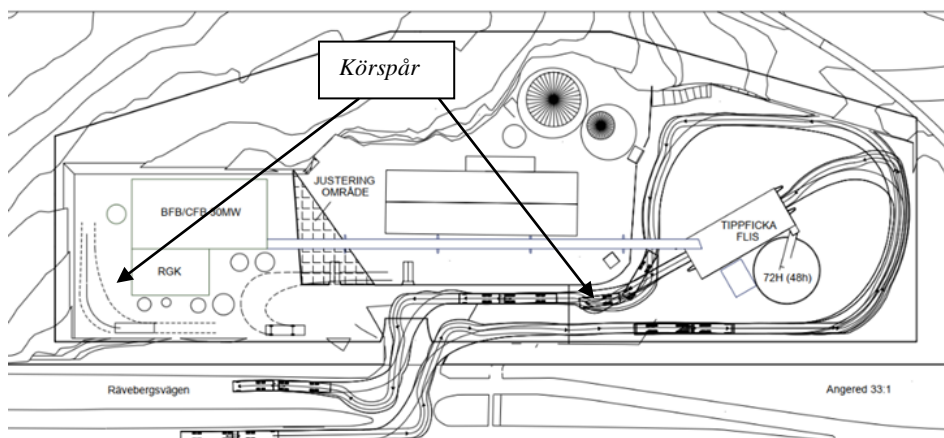 Körspår
JUSTERING
OMRÅDE
BFB/CFB 30MW
RGK
TIPPFICKA
FLIS
72H (48h)
Rävebergsvägen
Angered 33:1